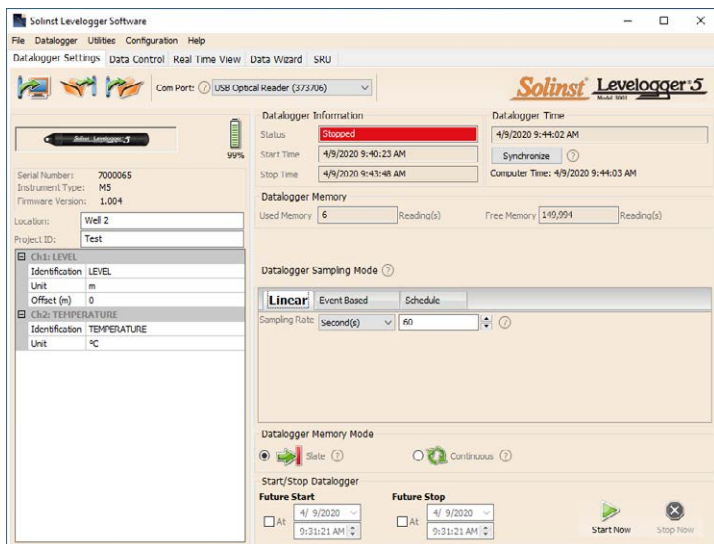 Solinst Levelogger Software
File Datalogger Utilities Configuration Help
Datalogger Settings Data Control Real Time View Data Wizard SRU
Com Port: ? USB Optical Reader (373706)
Solinst Levelogger 5
Model 3001
Solinst Levelogger 5
99%
Serial Number: 7000065
Instrument Type: M5
Firmware Version: 1.004
Location: Well 2
Project ID: Test
Ch1: LEVEL
Identification LEVEL
Unit m
Offset (m) 0
Ch2: TEMPERATURE
Identification TEMPERATURE
Unit ºC
Datalogger Information
Status Stopped
Start Time 4/9/2020 9:40:23 AM
Stop Time 4/9/2020 9:43:48 AM
Datalogger Time
4/9/2020 9:44:02 AM
Synchronize ?
Computer Time: 4/9/2020 9:44:03 AM
Datalogger Memory
Used Memory 6 Reading(s) Free Memory 149,994 Reading(s)
Datalogger Sampling Mode ?
Linear Event Based Schedule
Sampling Rate Second(s) 60 ?
Datalogger Memory Mode
Slate ? Continuous ?
Start/Stop Datalogger
Future Start Future Stop
At 4/ 9/2020 At 4/ 9/2020
9:31:21 AM 9:31:21 AM
Start Now Stop Now